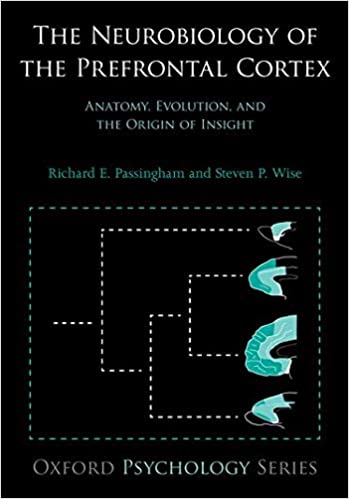 THE NEUROBIOLOGY OF
THE PREFRONTAL CORTEX
ANATOMY, EVOLUTION, AND
THE ORIGIN OF INSIGHT
Richard E. Passingham and Steven P. Wise
OXFORD PSYCHOLOGY SERIES